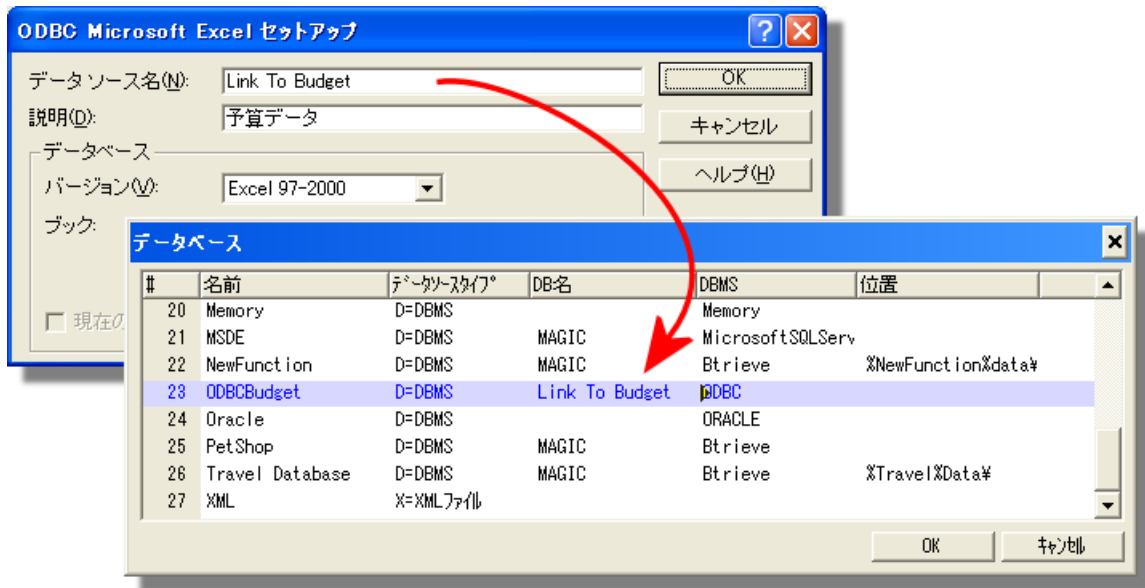 ODBC Microsoft Excel セットアップ
データ ソース名(N): Link To Budget OK
説明(D): 予算データ キャンセル
データベース
バージョン(V): Excel 97-2000 ヘルプ(H)
ブック:
現在の
データベース
# 名前 ﾃﾞｰﾀｿｰｽﾀｲﾌﾟ DB名 DBMS 位置
20 Memory D=DBMS Memory
21 MSDE D=DBMS MAGIC MicrosoftSQLServ
22 NewFunction D=DBMS MAGIC Btrieve %NewFunction%data¥
23 ODBCBudget D=DBMS Link To Budget ODBC
24 Oracle D=DBMS ORACLE
25 PetShop D=DBMS MAGIC Btrieve
26 Travel Database D=DBMS MAGIC Btrieve %Travel%Data¥
27 XML X=XMLﾌｧｲﾙ
OK ｷｬﾝｾﾙ